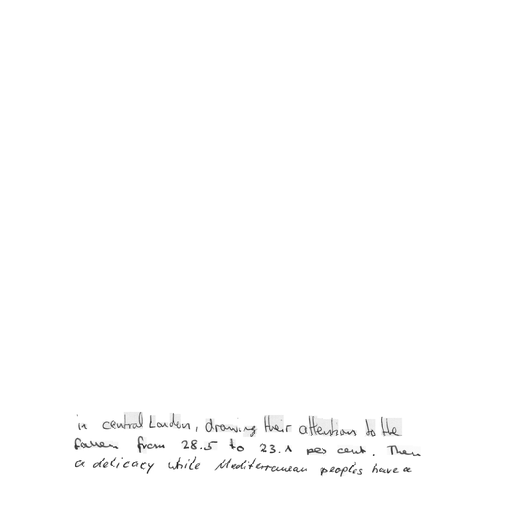 in central London, drawing their attention to the
fallen from 28.5 to 23.1 per cent. Then
a delicacy while Mediterranean peoples have a